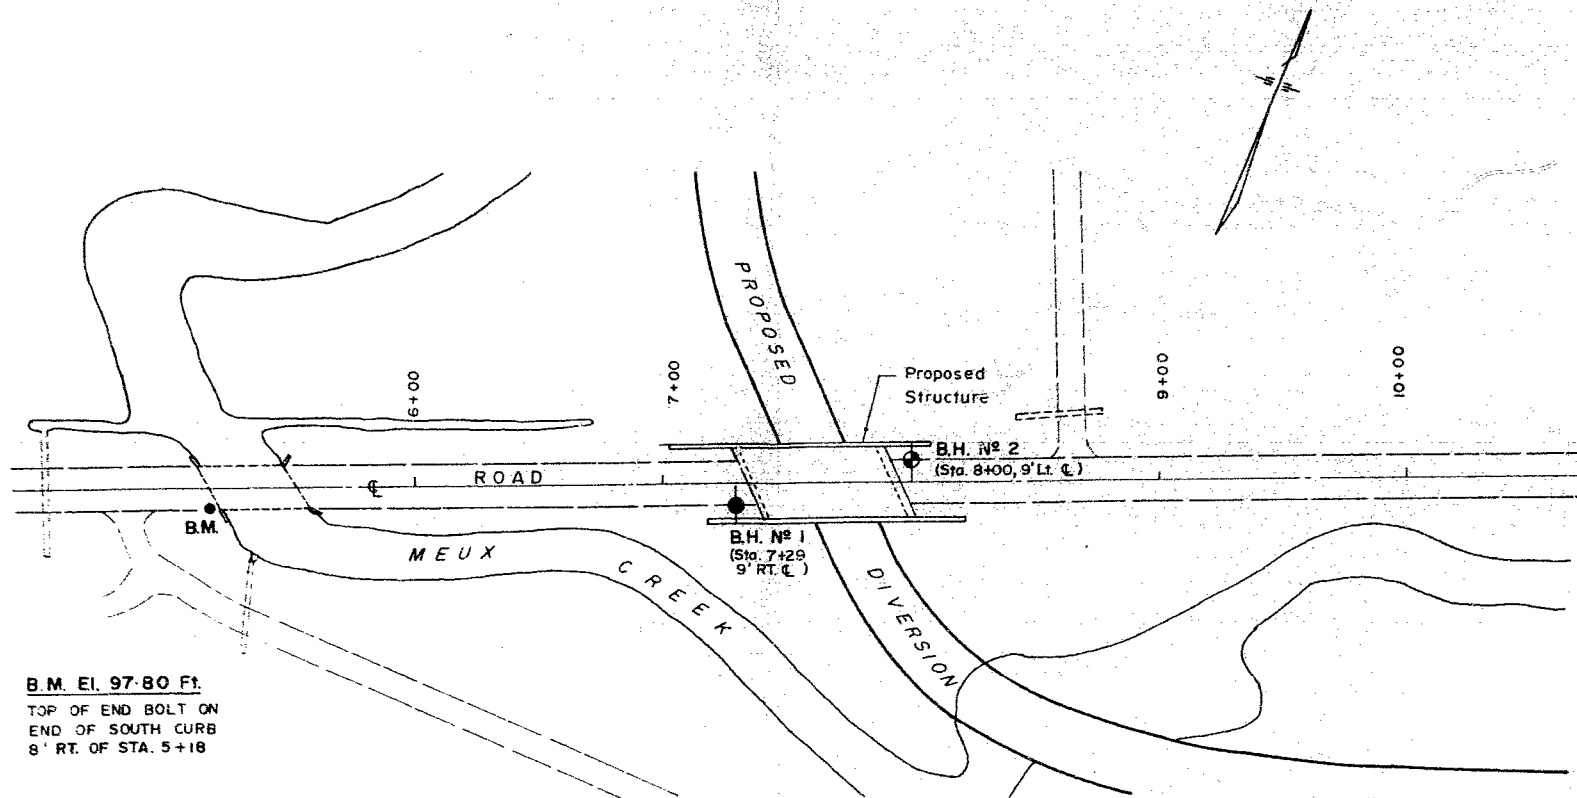 PROPOSED
6+00
7+00
Proposed
Structure
9+00
10+00
B.H. Nº 2
(Sta. 8+00, 9' Lt. ℄ )
℄
ROAD
B.M.
B.H. Nº 1
(Sta. 7+29
9' RT. ℄ )
MEUX
CREEK
DIVERSION
B.M. El. 97·80 Ft.
TOP OF END BOLT ON
END OF SOUTH CURB
8' RT. OF STA. 5+18